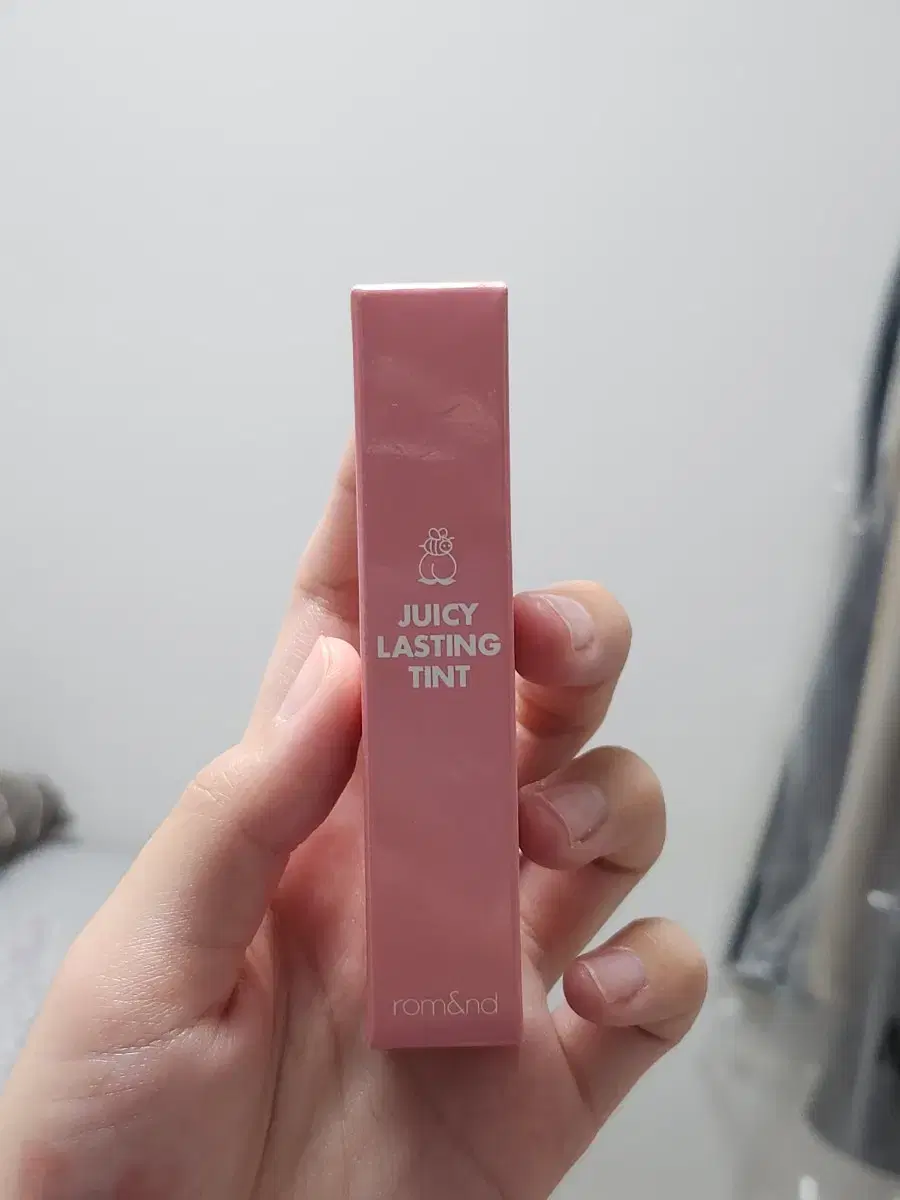 JUICY
LASTING
TINT
rom&nd